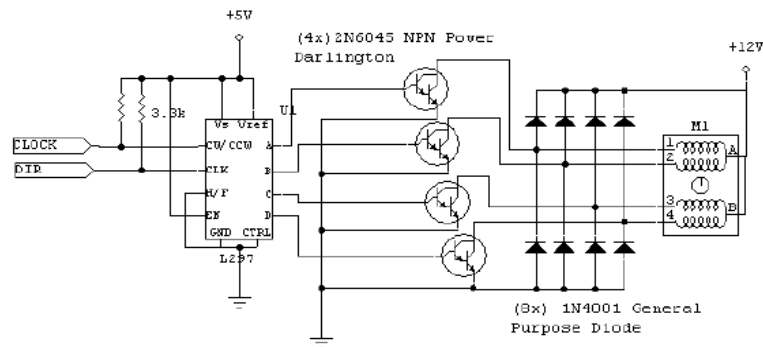 +5V
(4x)2N6045 NPN Power
Darlington
+12V
U1
M1
3.3k
Vs Vref
CLOCK
CW/CCW
A
1
A
2
DIR
CLK
B
H/F
C
3
B
EN
D
4
GND CTRL
L297
(8x) 1N4001 General
Purpose Diode